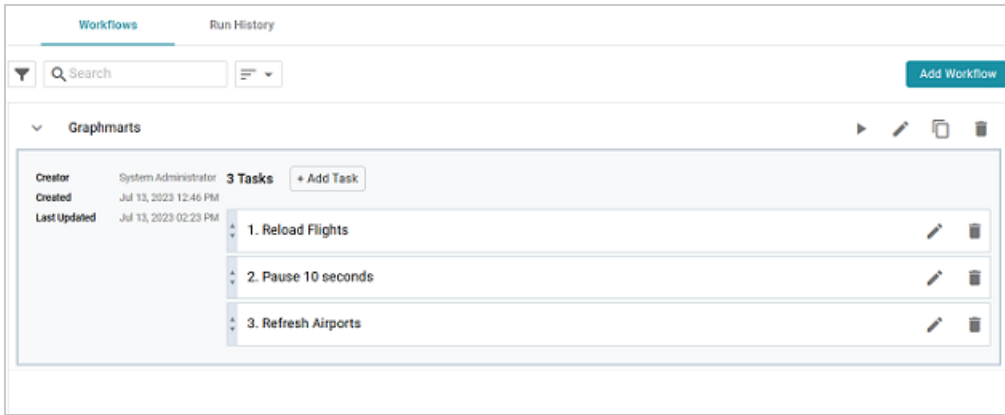 Workflows
Run History
Search
Add Workflow
Graphmarts
Creator System Administrator
Created Jul 13, 2023 12:46 PM
Last Updated Jul 13, 2023 02:23 PM
3 Tasks
+ Add Task
1. Reload Flights
2. Pause 10 seconds
3. Refresh Airports